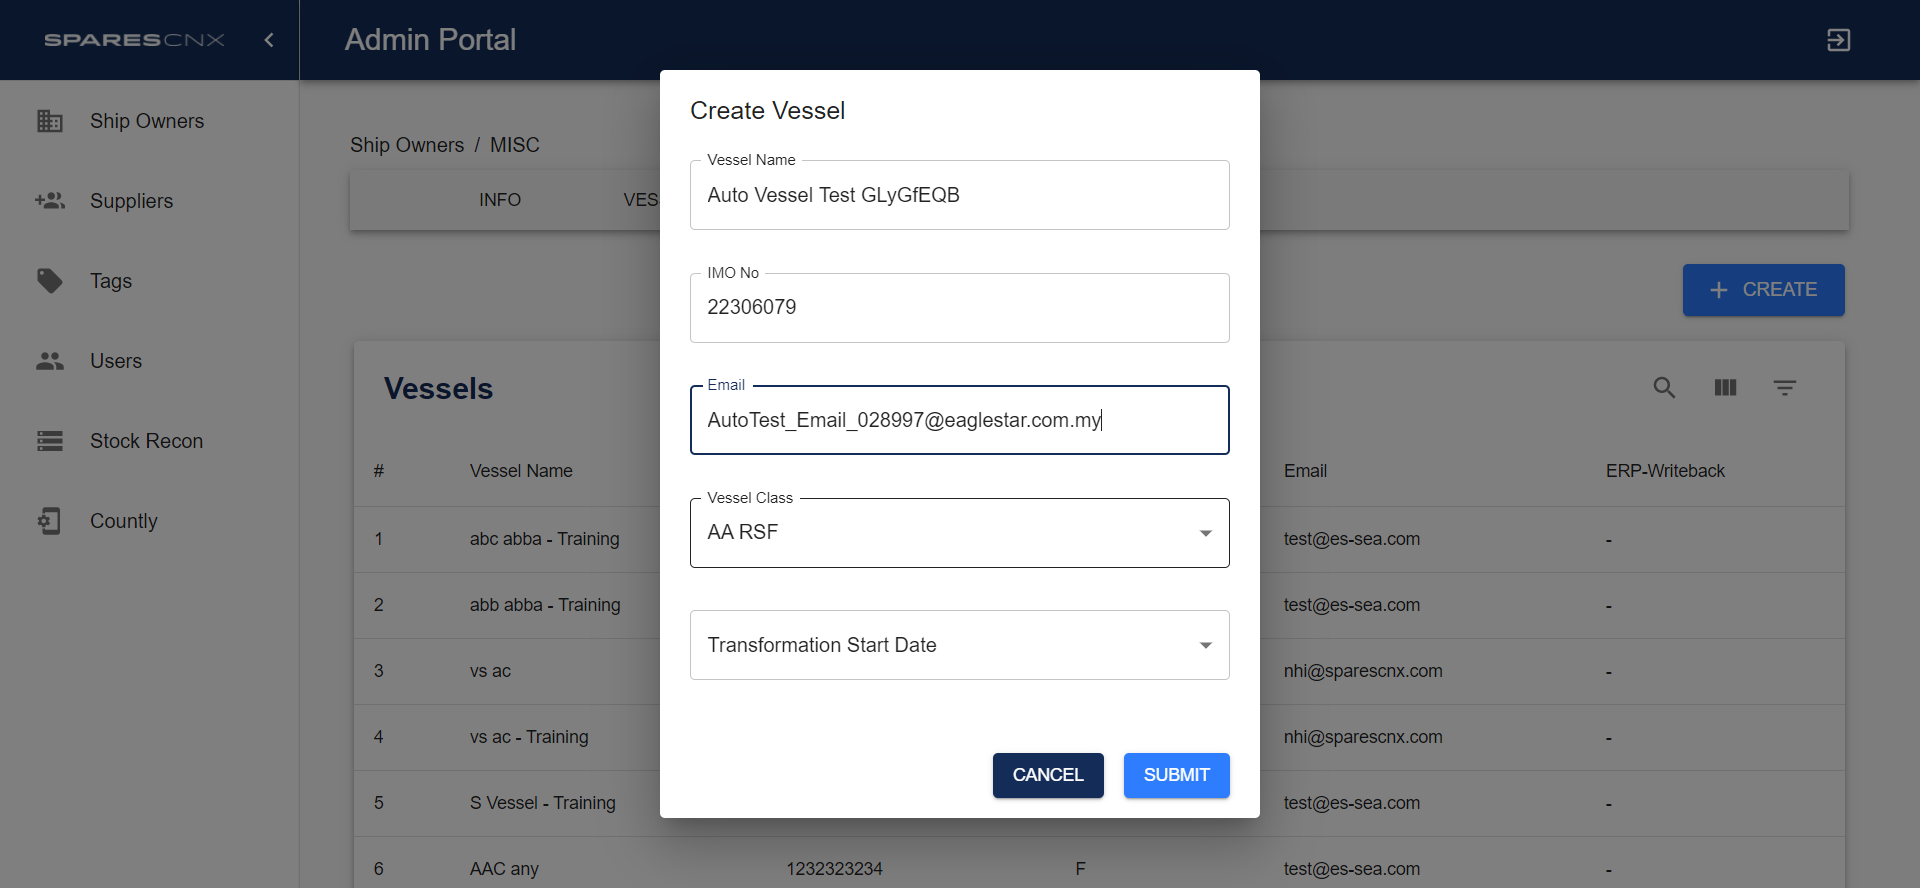 SPARESCNX
Admin Portal
Ship Owners
Suppliers
Tags
Users
Stock Recon
Countly
Ship Owners / MISC
INFO
VES
CREATE
Vessels
# Vessel Name Email ERP-Writeback
1 abc abba - Training test@es-sea.com -
2 abb abba - Training test@es-sea.com -
3 vs ac nhi@sparescnx.com -
4 vs ac - Training nhi@sparescnx.com -
5 S Vessel - Training test@es-sea.com -
6 AAC any 1232323234 F test@es-sea.com -
Create Vessel
Vessel Name
Auto Vessel Test GLyGfEQB
IMO No
22306079
Email
AutoTest_Email_028997@eaglestar.com.my
Vessel Class
AA RSF
Transformation Start Date
CANCEL SUBMIT